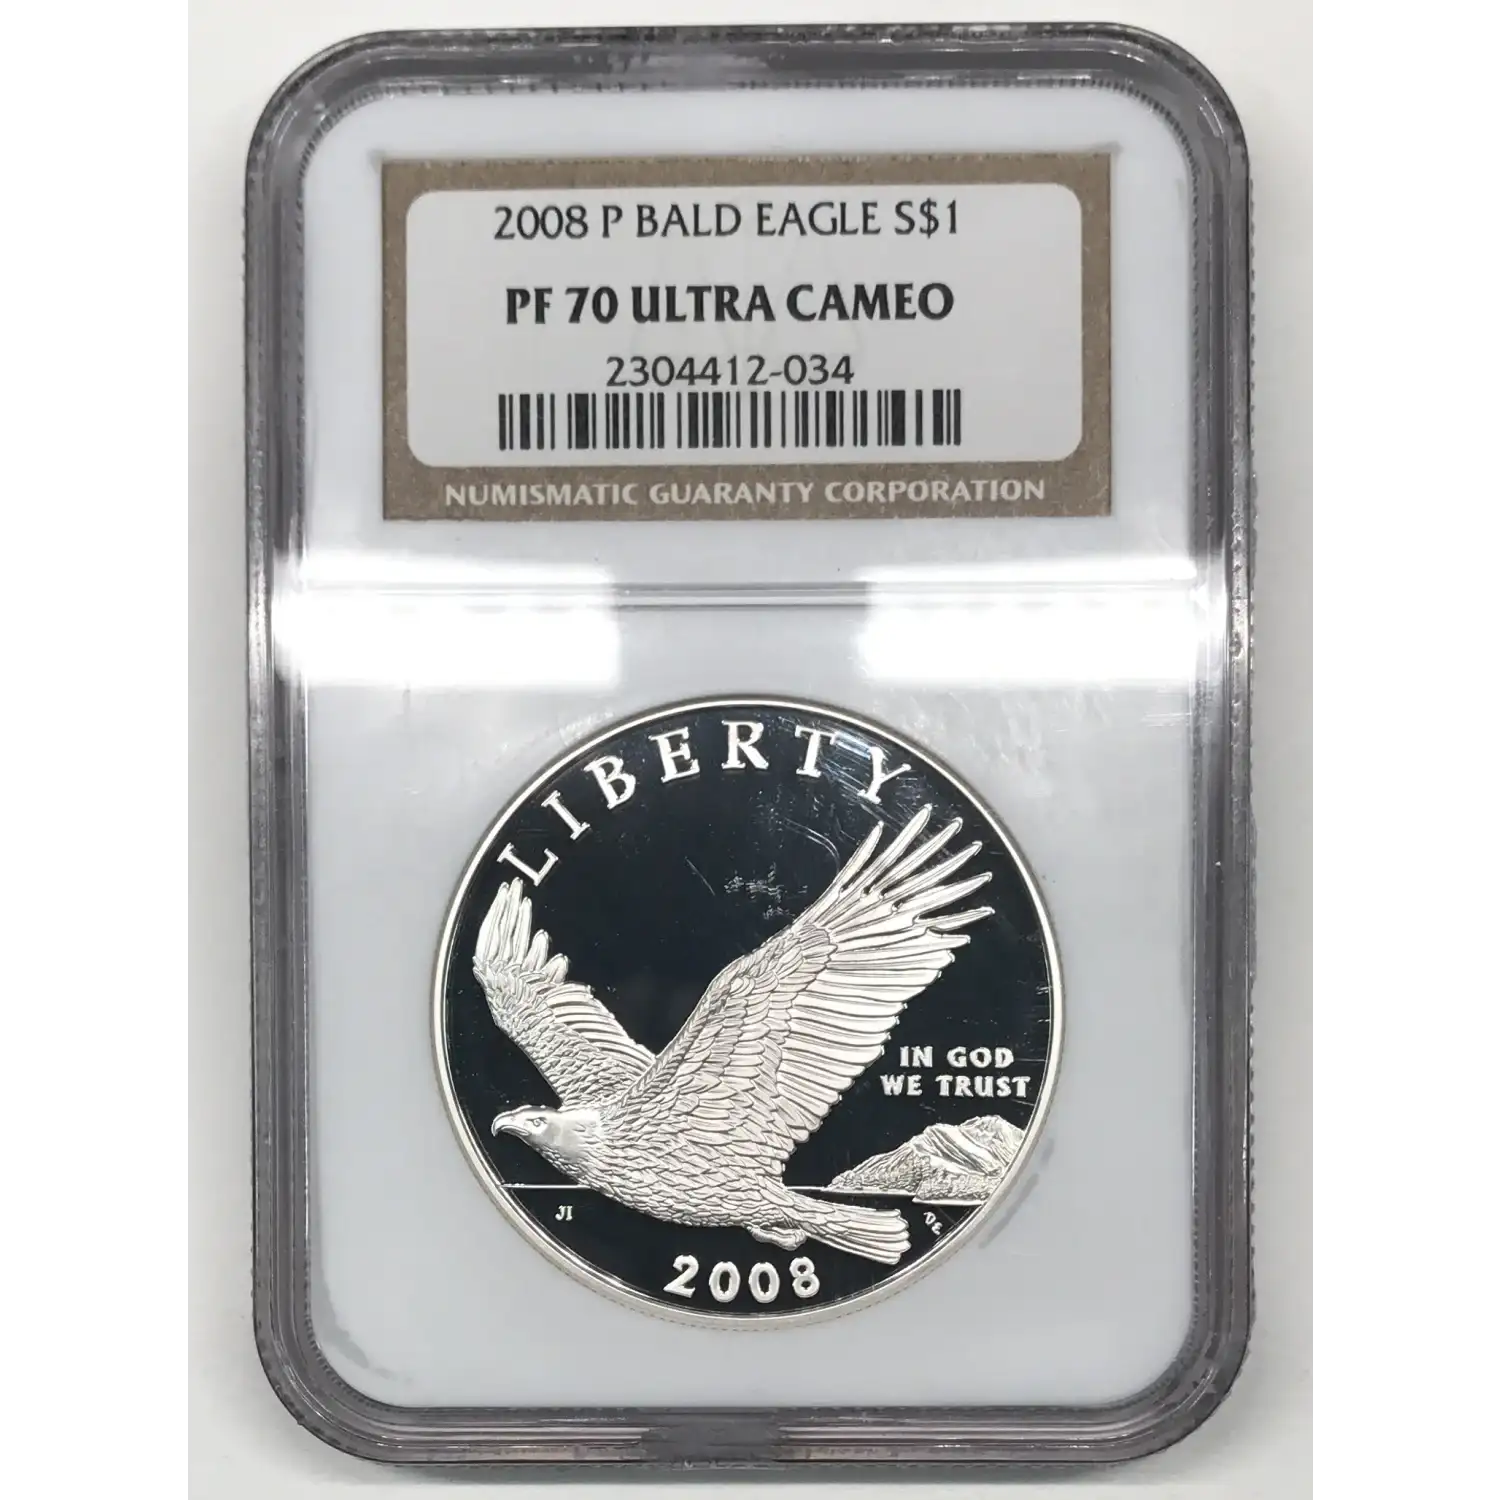 2008 P BALD EAGLE S$1
PF 70 ULTRA CAMEO
2304412-034
NUMISMATIC GUARANTY CORPORATION
LIBERTY
IN GOD
WE TRUST
JI
DE
2008